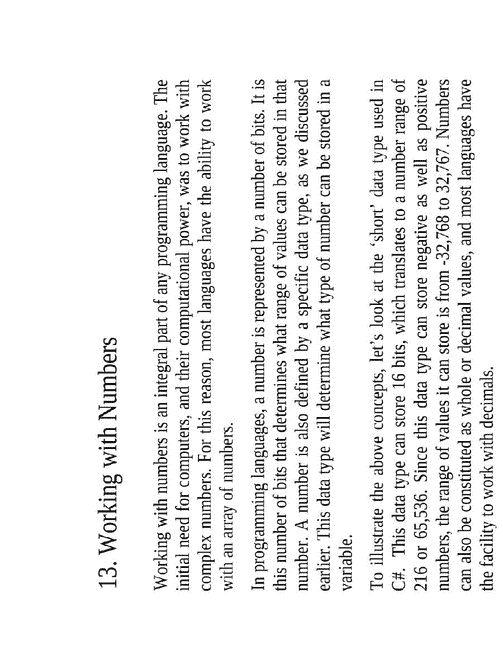 13. Working with Numbers
Working with numbers is an integral part of any programming language. The
initial need for computers, and their computational power, was to work with
complex numbers. For this reason, most languages have the ability to work
with an array of numbers.
In programming languages, a number is represented by a number of bits. It is
this number of bits that determines what range of values can be stored in that
number. A number is also defined by a specific data type, as we discussed
earlier. This data type will determine what type of number can be stored in a
variable.
To illustrate the above concepts, let's look at the ‘short’ data type used in
C#. This data type can store 16 bits, which translates to a number range of
216 or 65,536. Since this data type can store negative as well as positive
numbers, the range of values it can store is from -32,768 to 32,767. Numbers
can also be constituted as whole or decimal values, and most languages have
the facility to work with decimals.